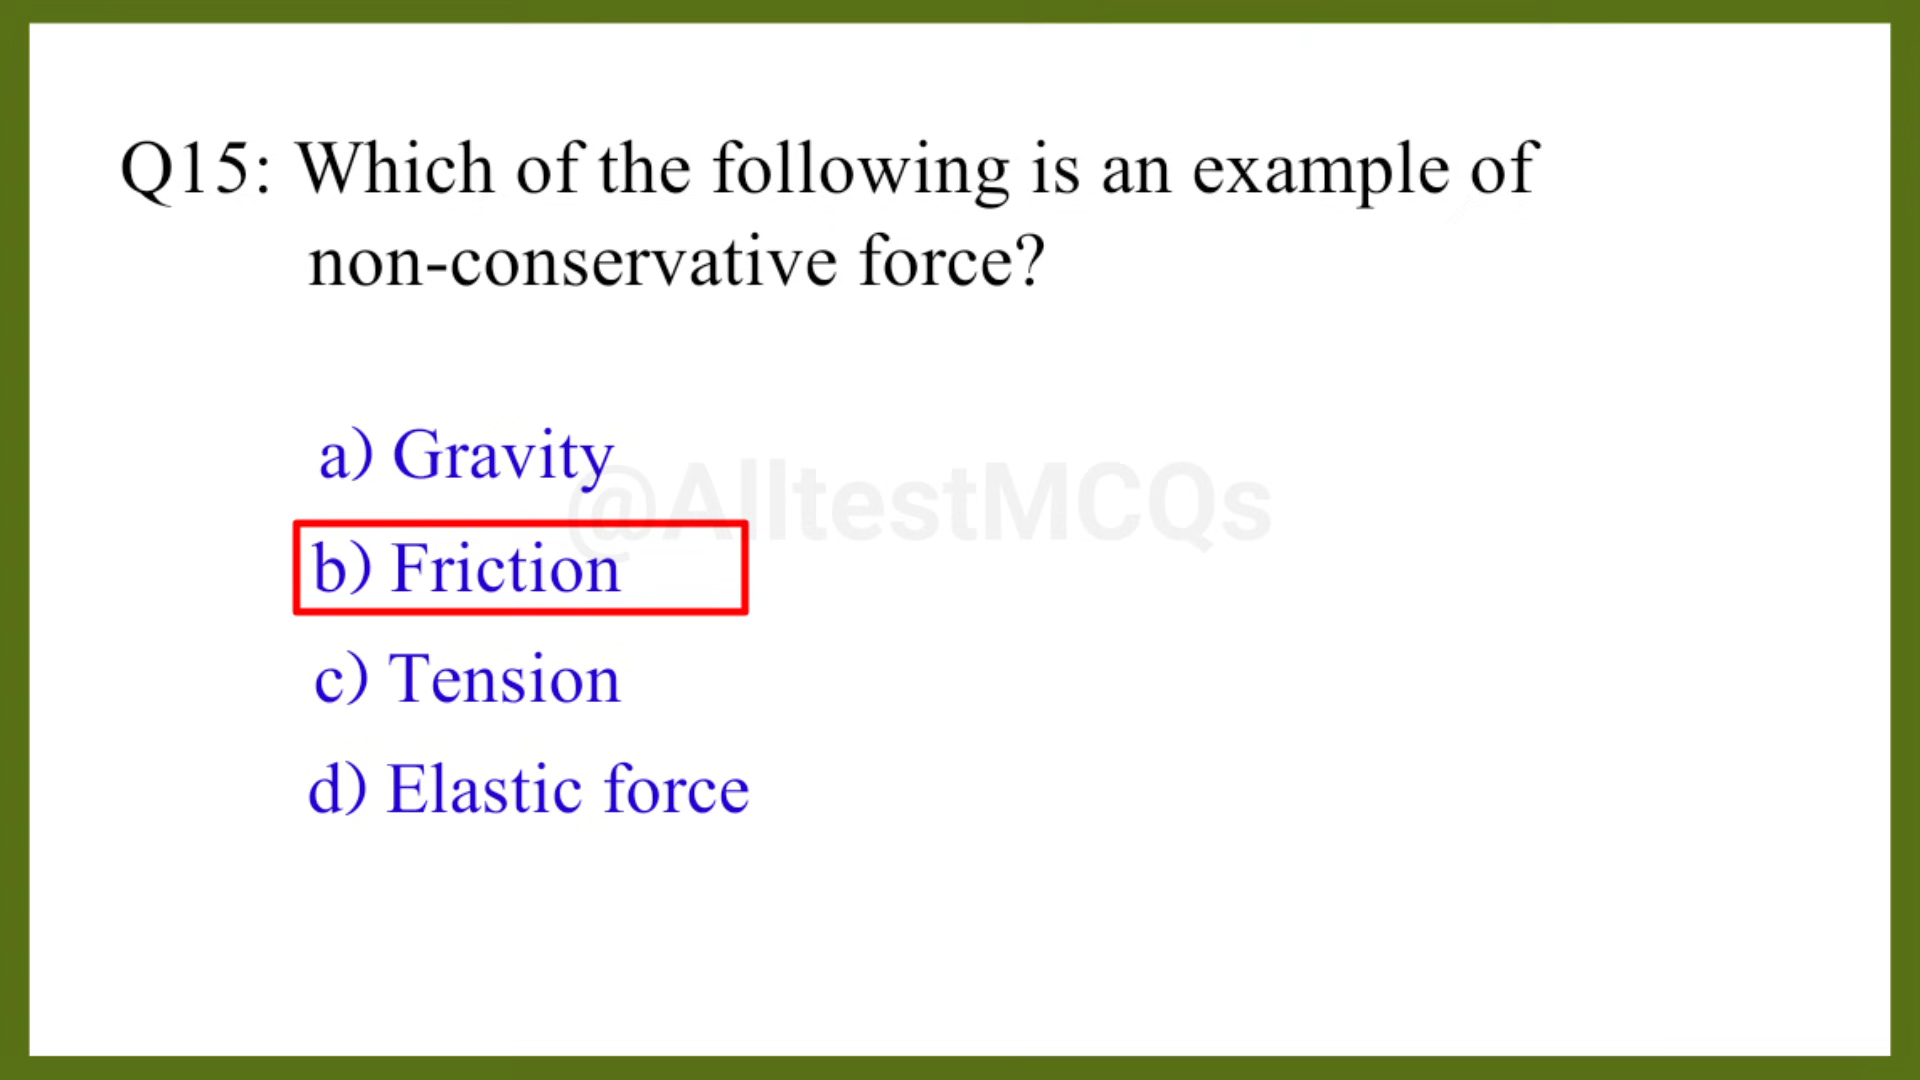 Q15: Which of the following is an example of
non-conservative force?
a) Gravity
@AlltestMCQs
b) Friction
c) Tension
d) Elastic force